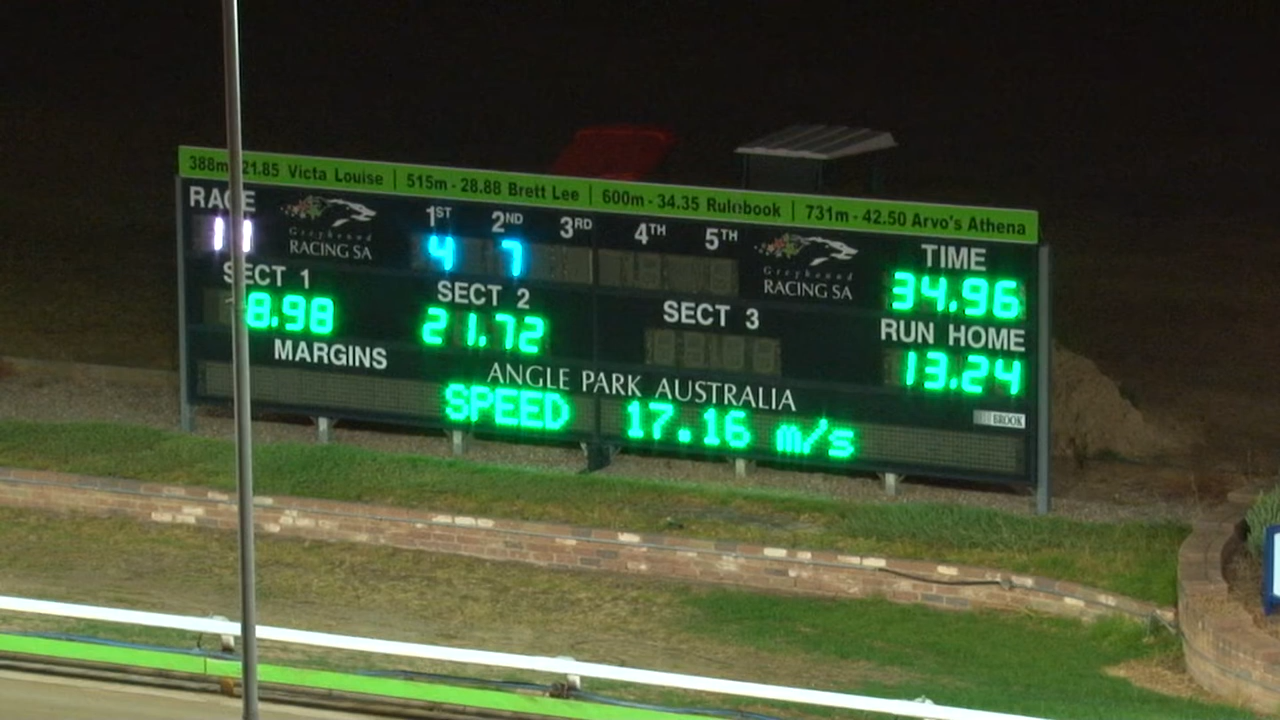 388m - 21.85 Victa Louise | 515m - 28.88 Brett Lee | 600m - 34.35 Rulebook | 731m - 42.50 Arvo's Athena
RACE
11
Greyhound
RACING SA
1ST 2ND 3RD 4TH 5TH
4 7
Greyhound
RACING SA
TIME
34.96
SECT 1
8.98
SECT 2
21.72
SECT 3
RUN HOME
13.24
MARGINS
ANGLE PARK AUSTRALIA
SPEED 17.16 m/s
BROOK